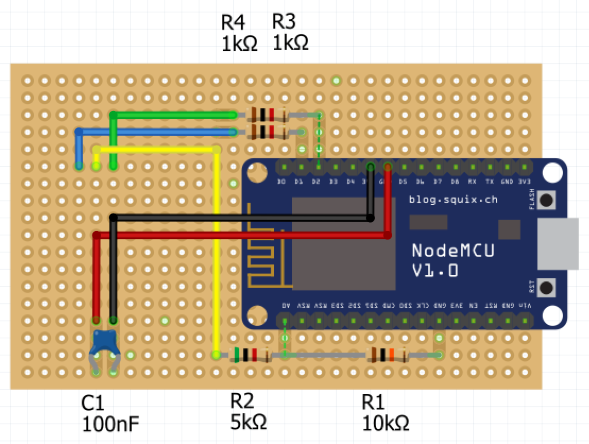 R4 R3
1kΩ 1kΩ
D0 D1 D2 D3 D4 D5 D6 D7 D8 RX TX GND 3V3
FLASH
blog.squix.ch
NodeMCU
V1.0
RST
A0 RSV RSV SD3 SD2 SD1 CMD SD0 CLK GND 3V3 EN RST GND Vin
C1
100nF
R2
5kΩ
R1
10kΩ